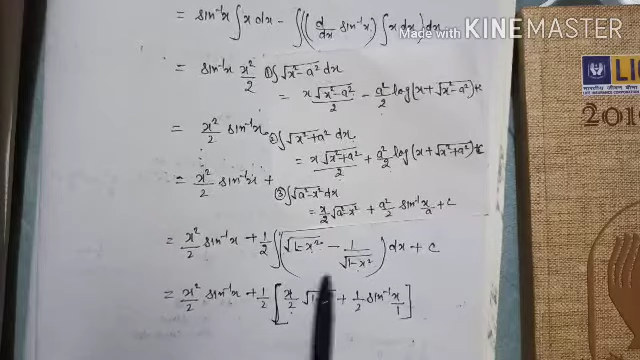 = sin⁻¹x ∫ x dx − ∫((d/dx sin⁻¹x) ∫ x dx) dx
MADE WITH
KINEMASTER
= sin⁻¹x x²/2
① ∫√x²−a² dx
= x√x²−a²/2 − a²/2 log(x+√x²−a²)+c
= x²/2 sin⁻¹x
② ∫√x²+a² dx
= x√x²+a²/2 + a²/2 log(x+√x²+a²)+c
= x²/2 sin⁻¹x +
③ ∫√a²−x² dx
= x/2 √a²−x² + a²/2 sin⁻¹ x/a + c
= x²/2 sin⁻¹x + 1/2 ∫(√1−x² − 1/√1−x²) dx + c
= x²/2 sin⁻¹x + 1/2 [x/2 √1 + 1/2 sin⁻¹ x/1]
LIC
भारतीय जीवन बीमा
201